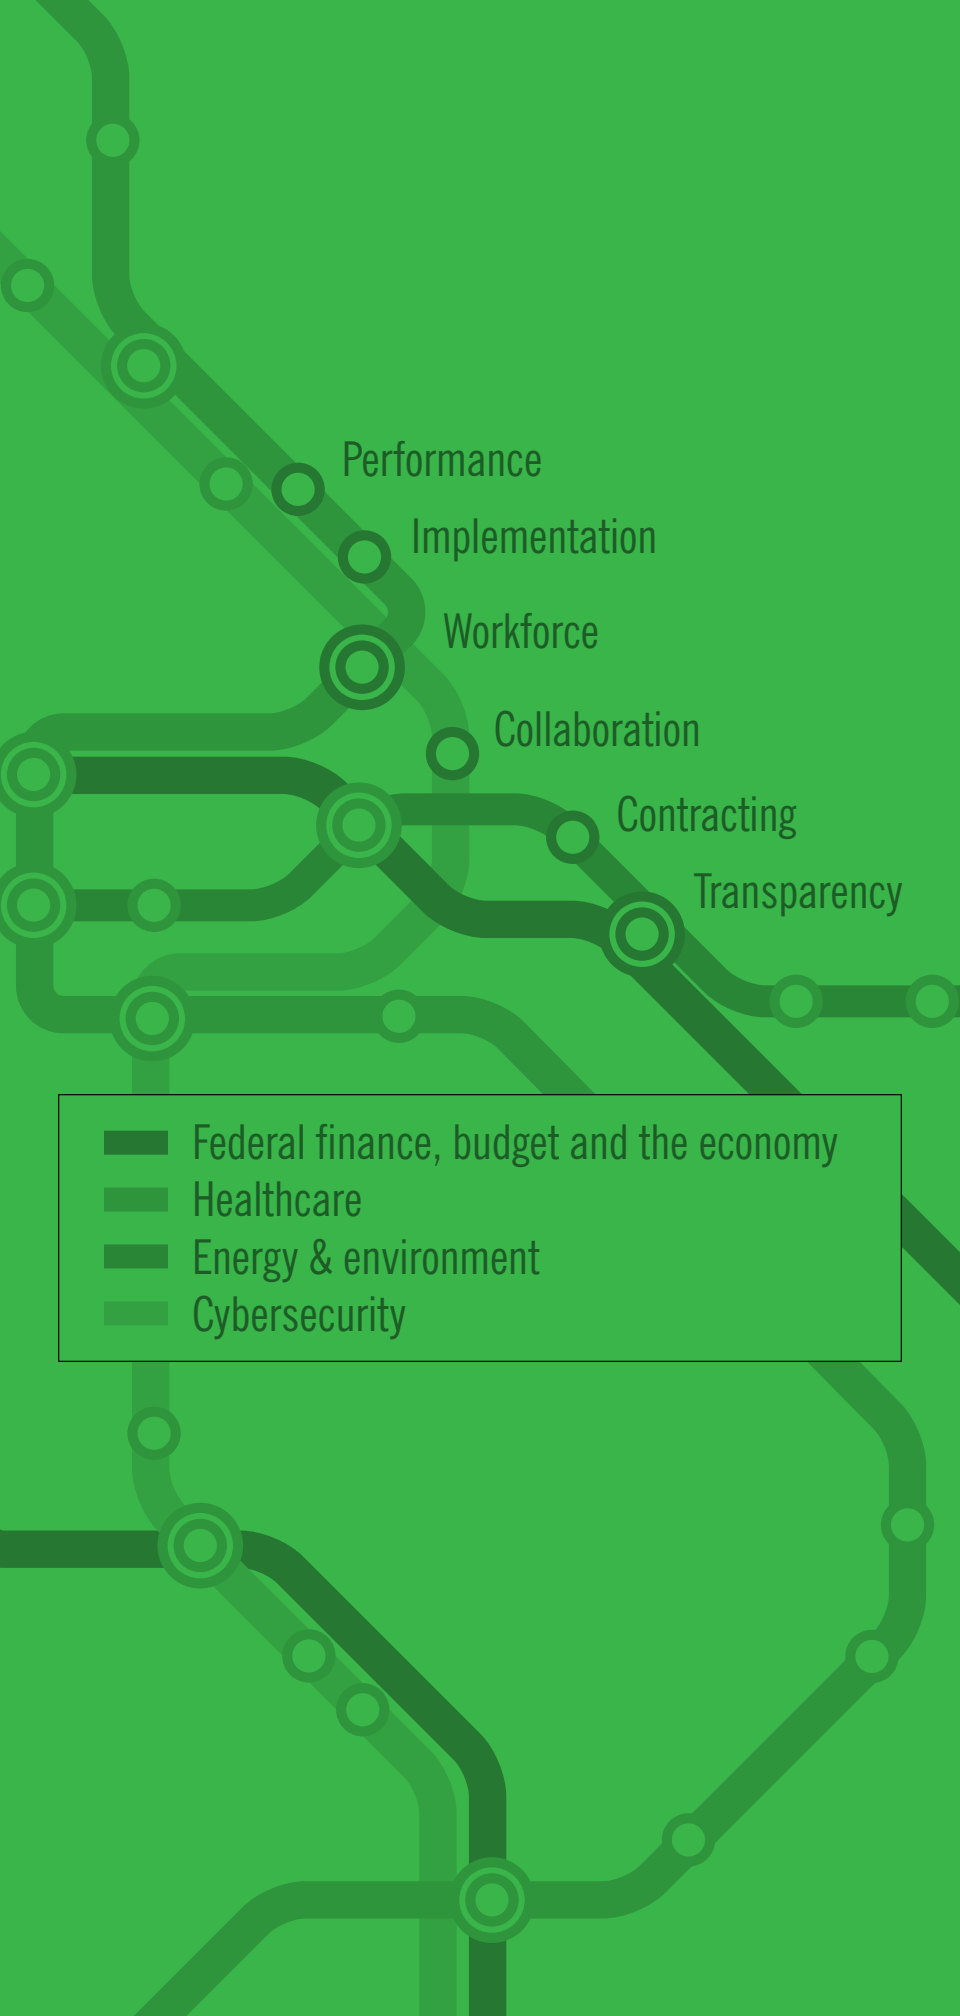 Performance
Implementation
Workforce
Collaboration
Contracting
Transparency
Federal finance, budget and the economy
Healthcare
Energy & environment
Cybersecurity